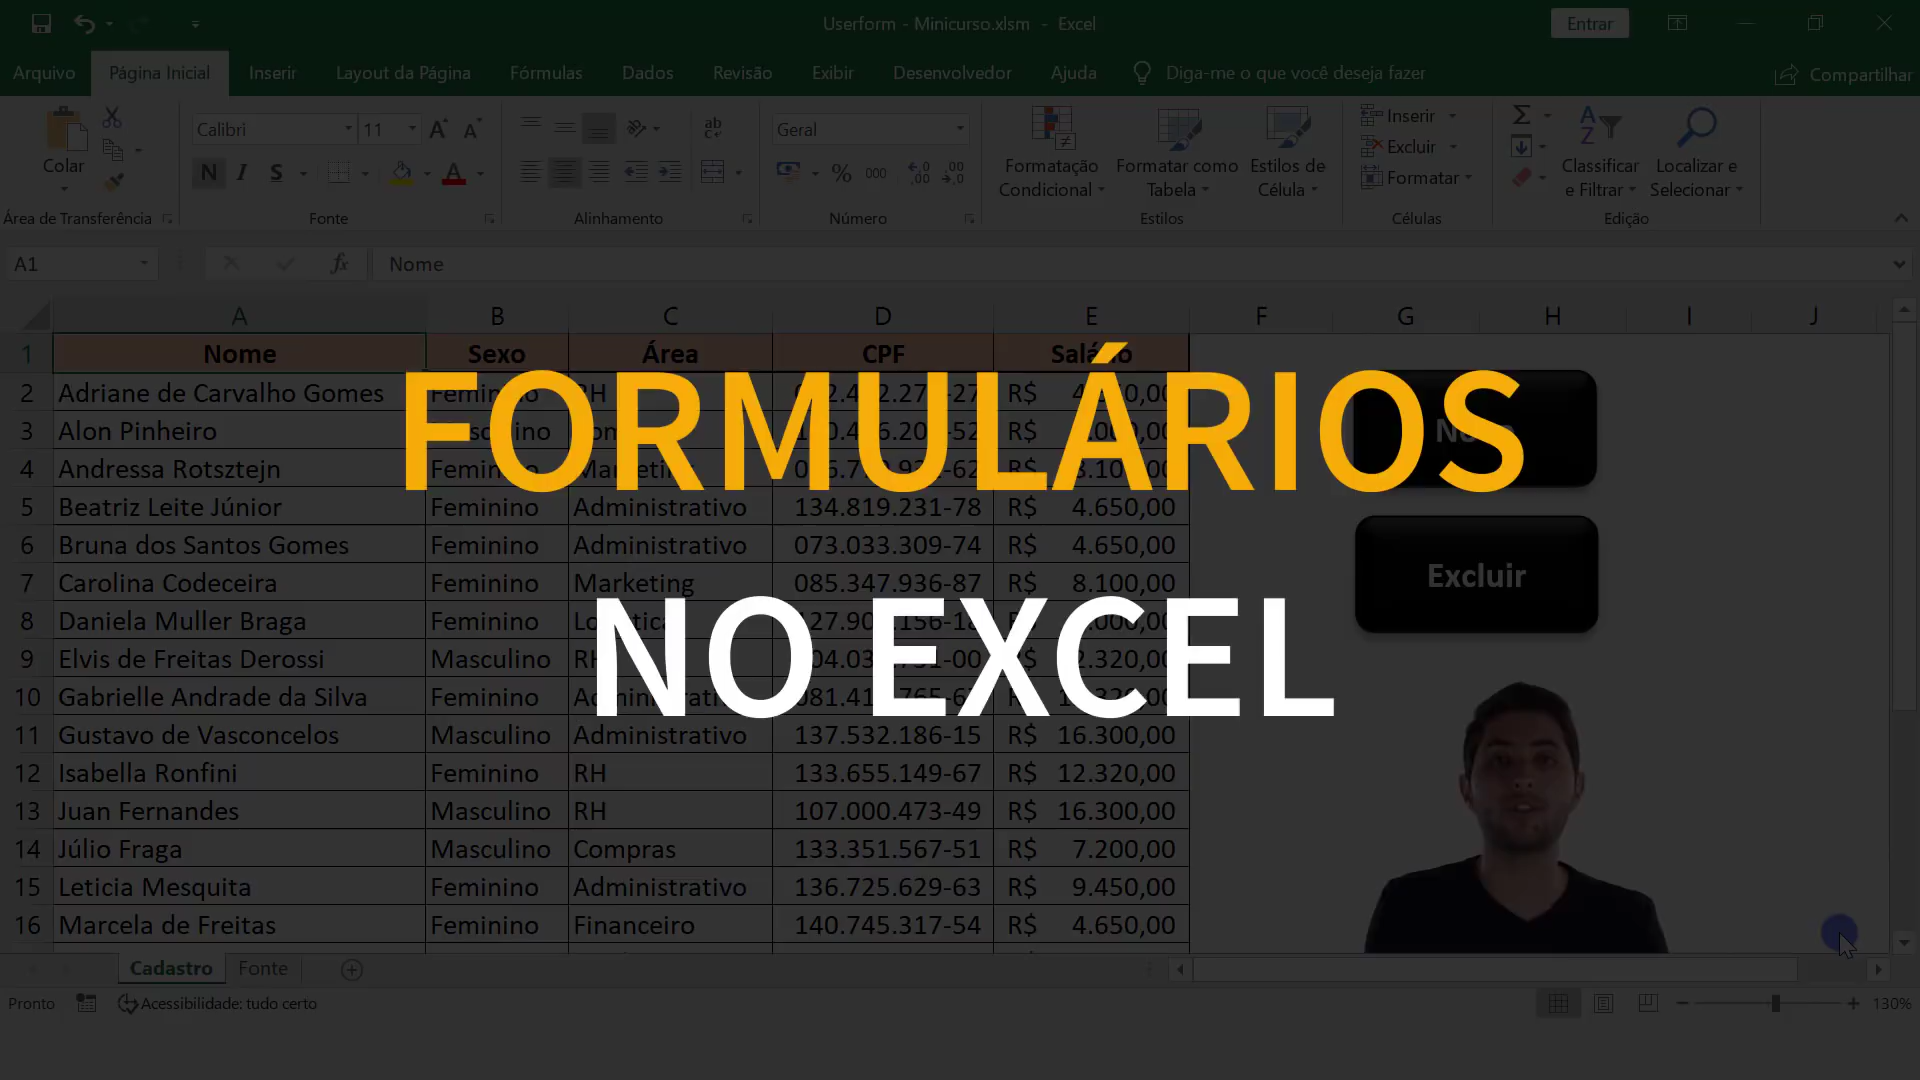 Userform - Minicurso.xlsm - Excel
Entrar
Arquivo Página Inicial Inserir Layout da Página Fórmulas Dados Revisão Exibir Desenvolvedor Ajuda Diga-me o que você deseja fazer Compartilhar
Colar
Calibri 11
N I S
ab
Geral
% 000
Formatação Condicional
Formatar como Tabela
Estilos de Célula
Inserir
Excluir
Formatar
Classificar e Filtrar
Localizar e Selecionar
Área de Transferência Fonte Alinhamento Número Estilos Células Edição
A1 fx Nome
A B C D E F G H I J
1 Nome Sexo Área CPF
FORMULÁRIOS
NO EXCEL
2 Adriane de Carvalho Gomes R$
3 Alon Pinheiro R$
4 Andressa Rotsztejn
5 Beatriz Leite Júnior Feminino Administrativo 134.819.231-78 R$ 4.650,00
6 Bruna dos Santos Gomes Feminino Administrativo 073.033.309-74 R$ 4.650,00
7 Carolina Codeceira Feminino Marketing 085.347.936-87 R$ 8.100,00
8 Daniela Muller Braga Feminino
9 Elvis de Freitas Derossi Masculino
10 Gabrielle Andrade da Silva Feminino
11 Gustavo de Vasconcelos Masculino Administrativo 137.532.186-15 R$ 16.300,00
12 Isabella Ronfini Feminino RH 133.655.149-67 R$ 12.320,00
13 Juan Fernandes Masculino RH 107.000.473-49 R$ 16.300,00
14 Júlio Fraga Masculino Compras 133.351.567-51 R$ 7.200,00
15 Leticia Mesquita Feminino Administrativo 136.725.629-63 R$ 9.450,00
16 Marcela de Freitas Feminino Financeiro 140.745.317-54 R$ 4.650,00
Excluir
Cadastro Fonte
Pronto Acessibilidade: tudo certo 130%